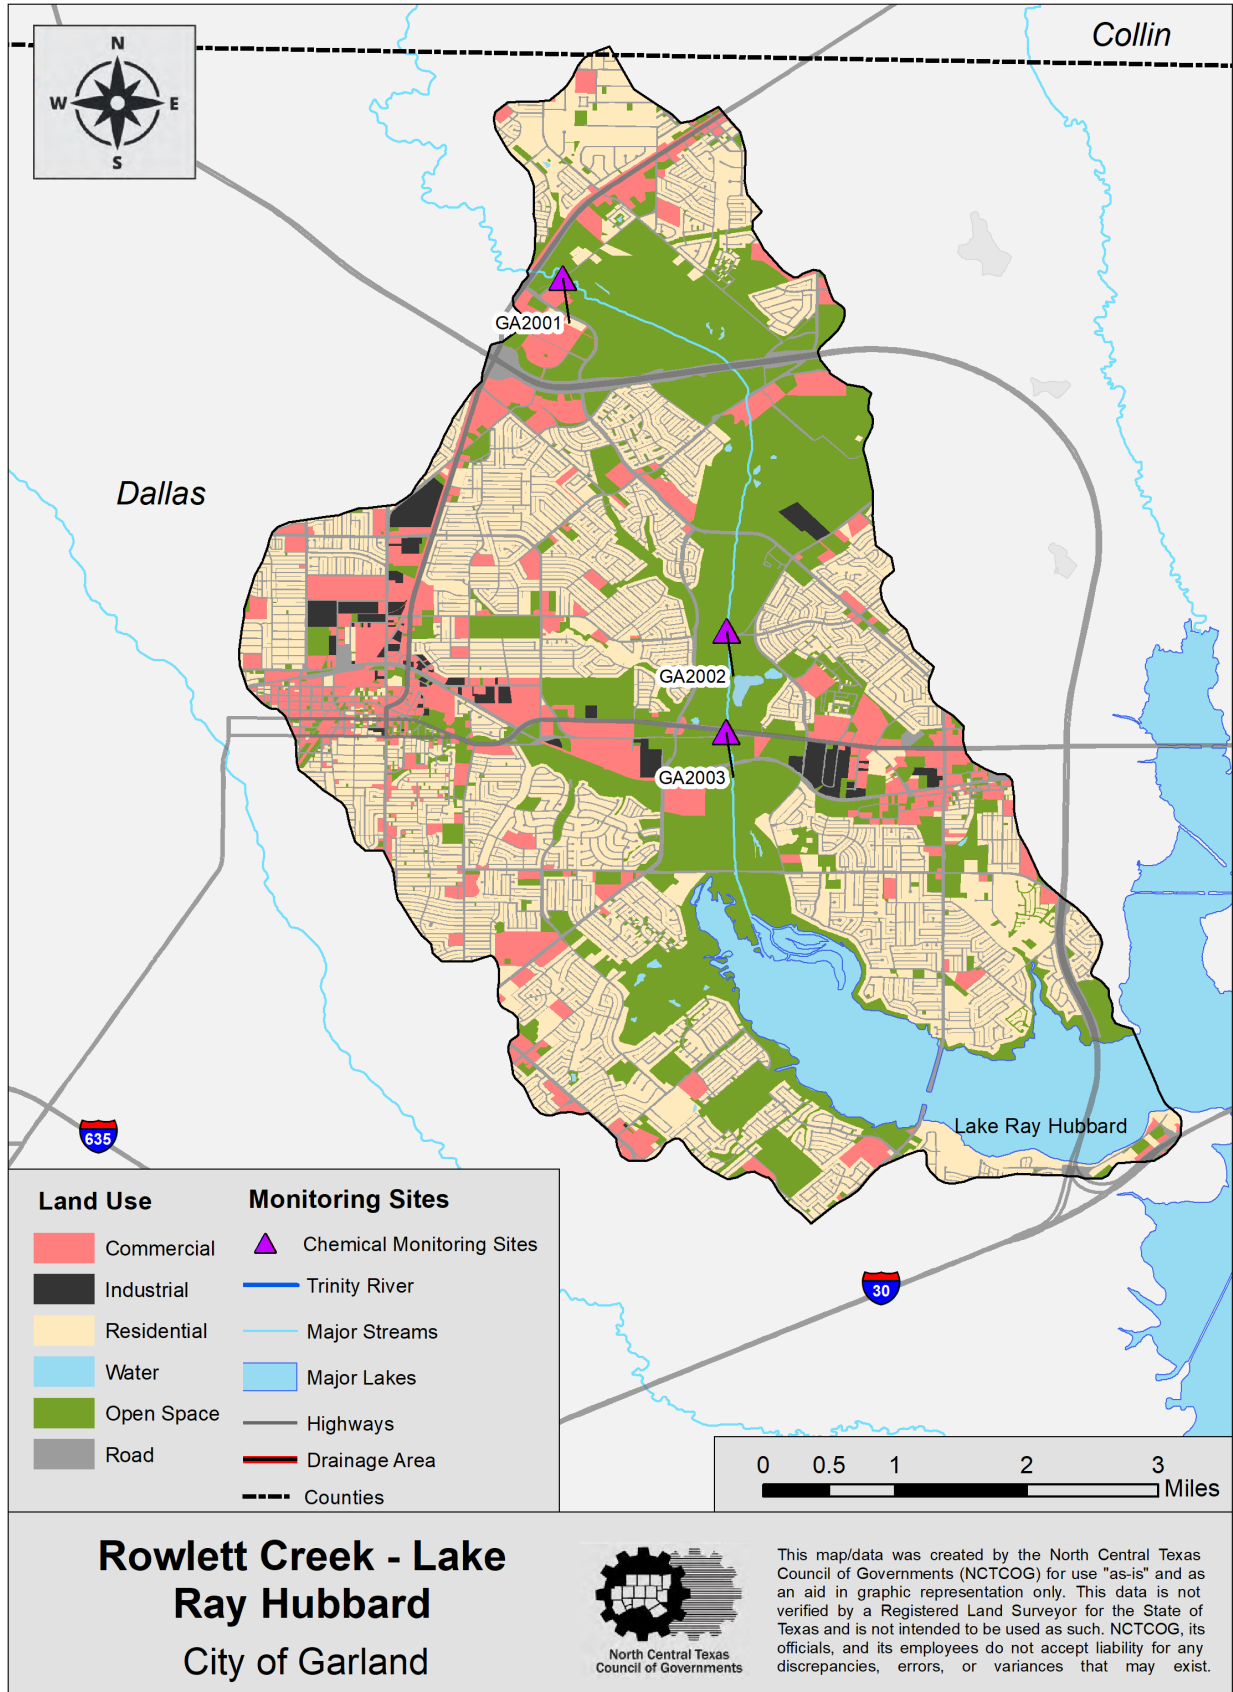 Collin
N
W
E
S
GA2001
Dallas
GA2002
GA2003
Lake Ray Hubbard
635
30
Land Use
Commercial
Industrial
Residential
Water
Open Space
Road
Monitoring Sites
Chemical Monitoring Sites
Trinity River
Major Streams
Major Lakes
Highways
Drainage Area
Counties
0 0.5 1 2 3
Miles
Rowlett Creek - Lake
Ray Hubbard
City of Garland
North Central Texas
Council of Governments
This map/data was created by the North Central Texas
Council of Governments (NCTCOG) for use "as-is" and as
an aid in graphic representation only. This data is not
verified by a Registered Land Surveyor for the State of
Texas and is not intended to be used as such. NCTCOG, its
officials, and its employees do not accept liability for any
discrepancies, errors, or variances that may exist.